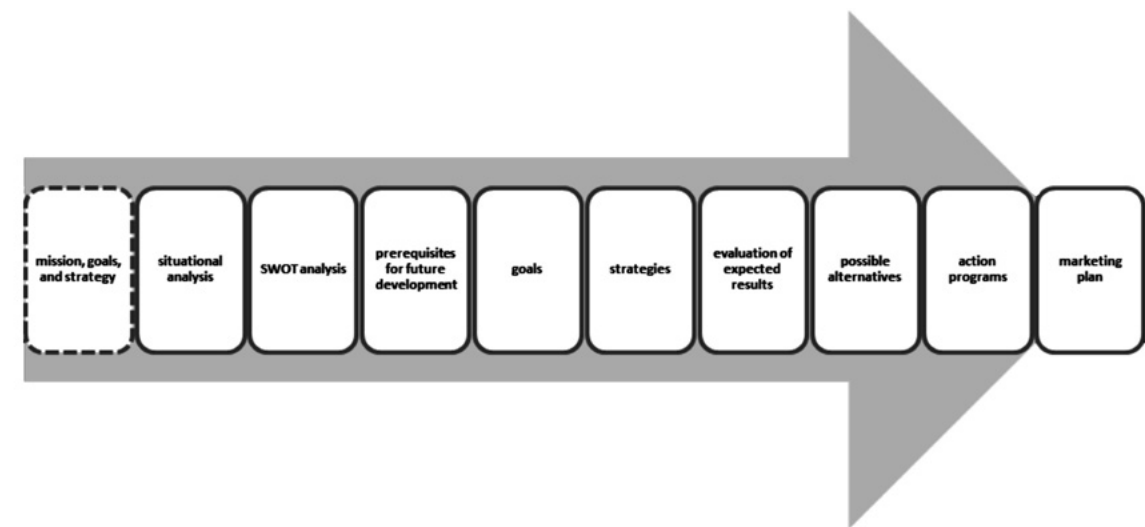 mission, goals,
and strategy
situational
analysis
SWOT analysis
prerequisites
for future
development
goals
strategies
evaluation of
expected
results
possible
alternatives
action
programs
marketing
plan